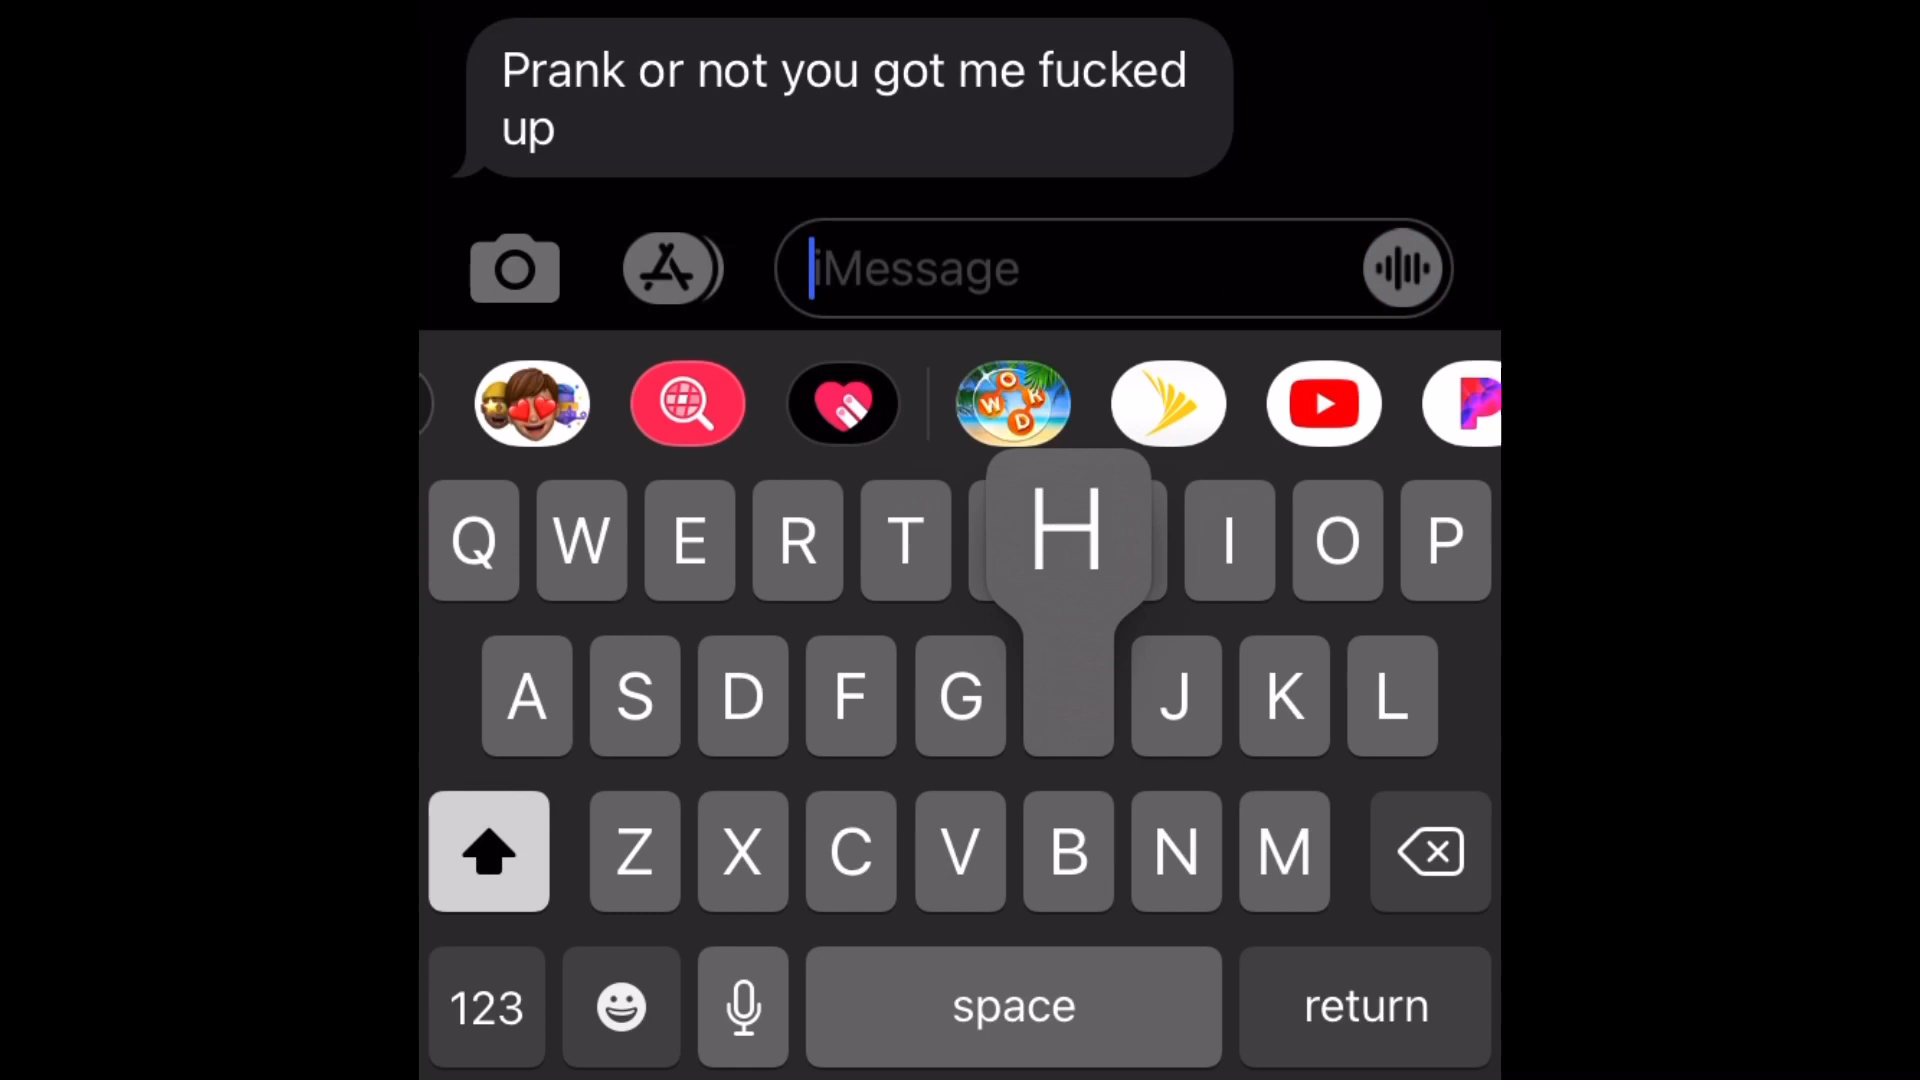 Prank or not you got me fucked
up
iMessage
W O R D
Q W E R T H I O P
A S D F G J K L
Z X C V B N M
123 space return